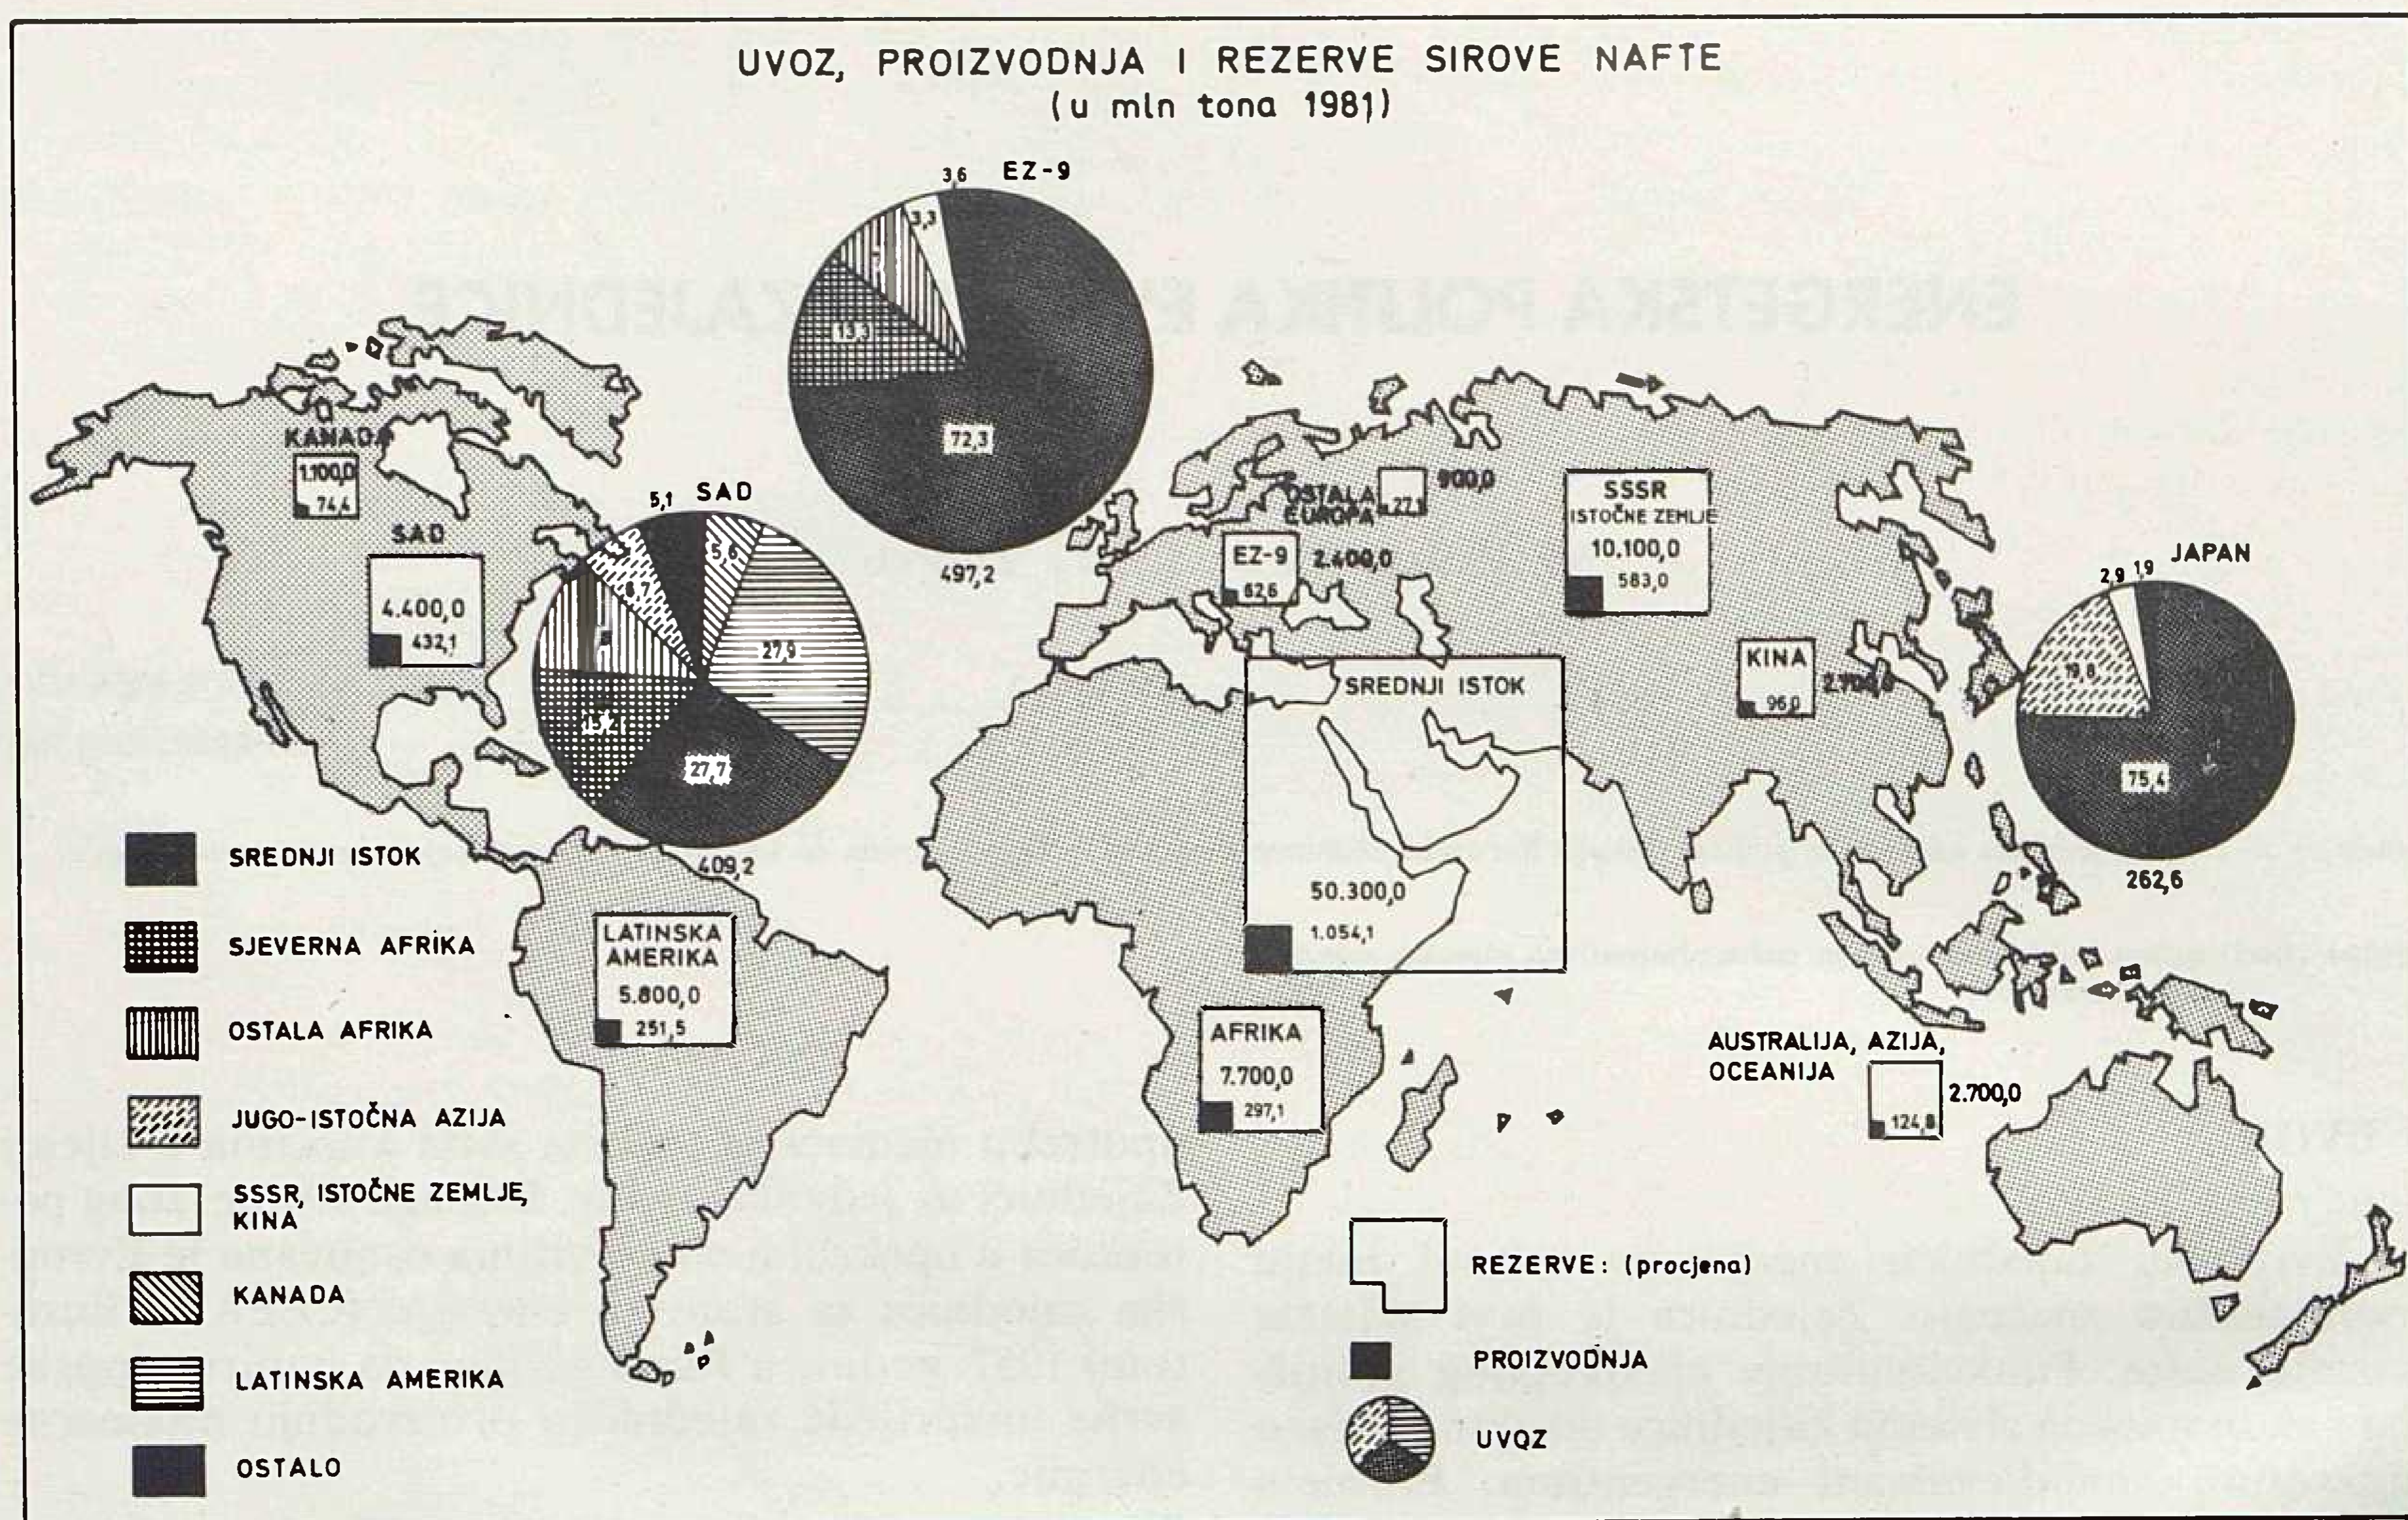 UVOZ, PROIZVODNJA I REZERVE SIROVE NAFTE
(u mln tona 1981)
3,6 EZ-9
3,3
13,3
72,3
497,2
KANADA
1.100,0
74,4
SAD
4.400,0
432,1
5,1 SAD
5,6
27,9
27,7
409,2
OSTALA
EUROPA
900,0
EZ-9
2.400,0
62,6
SSSR
ISTOČNE ZEMLJE
10.100,0
583,0
KINA
96,0
2,9 1,9 JAPAN
19,8
75,4
262,6
SREDNJI ISTOK
50.300,0
1.054,1
LATINSKA
AMERIKA
5.800,0
251,5
AFRIKA
7.700,0
297,1
AUSTRALIJA, AZIJA,
OCEANIJA
2.700,0
124,8
SREDNJI ISTOK
SJEVERNA AFRIKA
OSTALA AFRIKA
JUGO-ISTOČNA AZIJA
SSSR, ISTOČNE ZEMLJE,
KINA
KANADA
LATINSKA AMERIKA
OSTALO
REZERVE: (procjena)
PROIZVODNJA
UVOZ